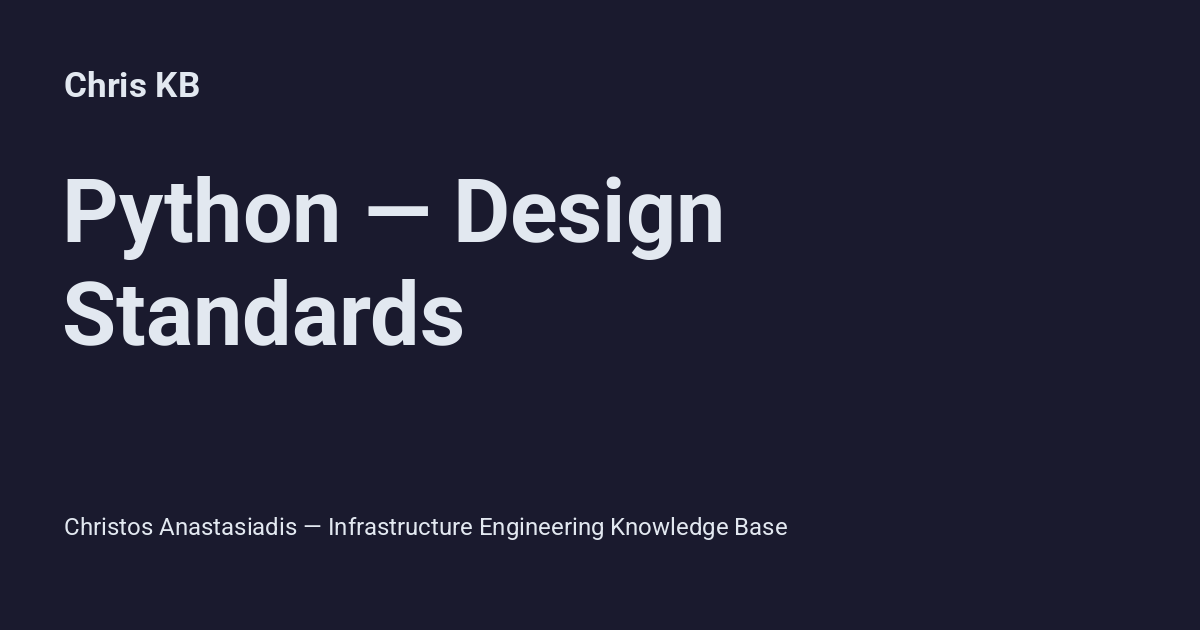 Chris KB
Python — Design
Standards
Christos Anastasiadis — Infrastructure Engineering Knowledge Base